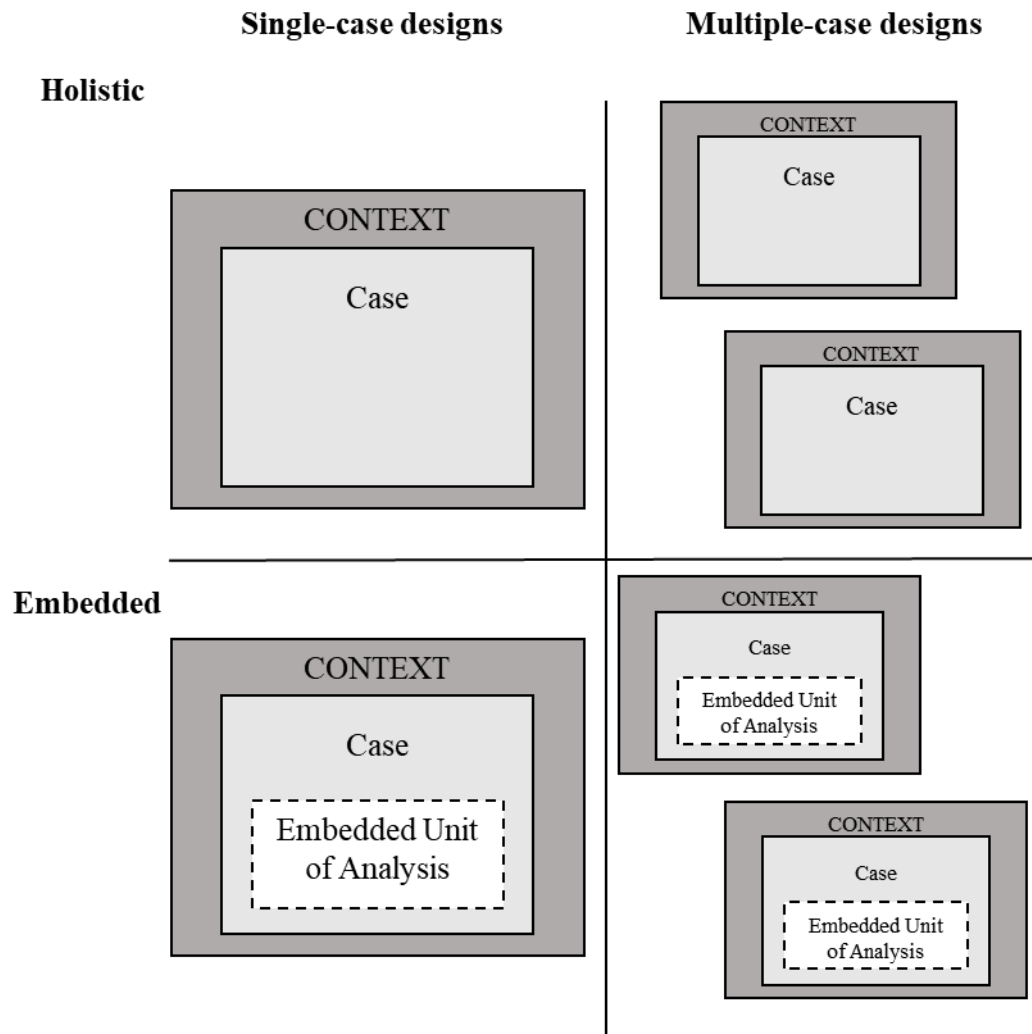 Single-case designs
Multiple-case designs
Holistic
CONTEXT
Case
CONTEXT
Case
CONTEXT
Case
Embedded
CONTEXT
Case
Embedded Unit
of Analysis
CONTEXT
Case
Embedded Unit
of Analysis
CONTEXT
Case
Embedded Unit
of Analysis